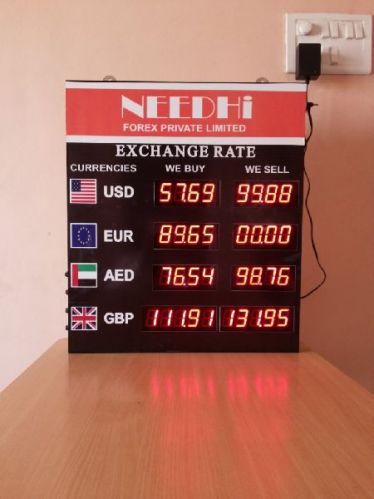 NEEDHi
FOREX PRIVATE LIMITED
EXCHANGE RATE
CURRENCIES WE BUY WE SELL
USD 57.69 99.88
EUR 89.65 00.00
AED 76.54 98.76
GBP 111.91 131.95